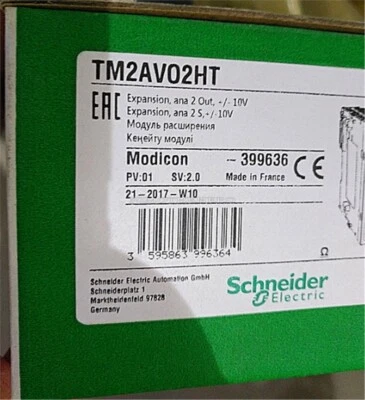 TM2AVO2HT
EAC
Expansion, ana 2 Out, +/- 10V
Expansion, ana 2 S,+/-10V
Модуль расширения
Кеңейту модулі
Modicon ~399636 CE
PV:01 SV:2.0 Made in France
21-2017-W10
3 595863 996364 Ω
Schneider Electric Automation GmbH
Schneiderplatz 1
Marktheidenfeld 97828
Germany
Schneider
Electric